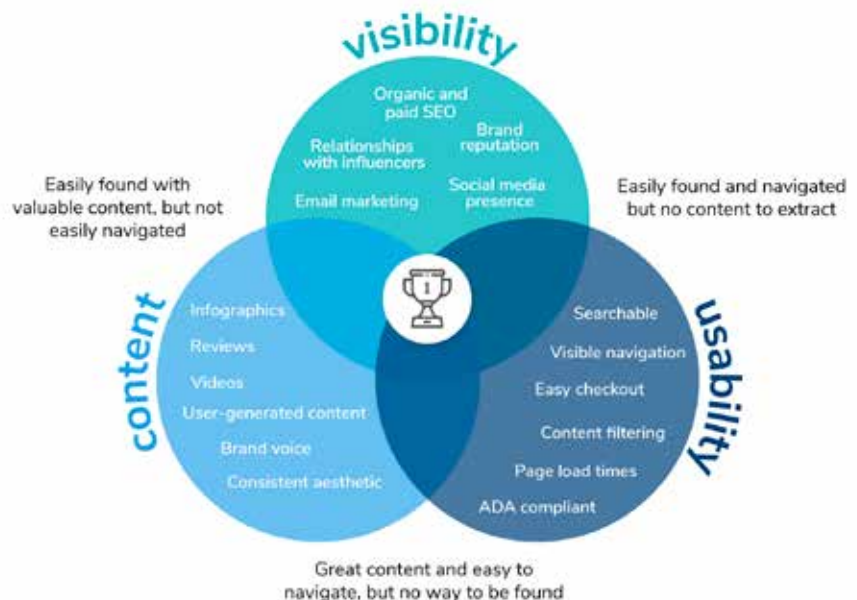 visibility
Organic and
paid SEO
Brand
reputation
Relationships
with influencers
Social media
presence
Email marketing
Easily found with
valuable content, but not
easily navigated
Easily found and navigated
but no content to extract
1
content
Infographics
Reviews
Videos
User-generated content
Brand voice
Consistent aesthetic
usability
Searchable
Visible navigation
Easy checkout
Content filtering
Page load times
ADA compliant
Great content and easy to
navigate, but no way to be found